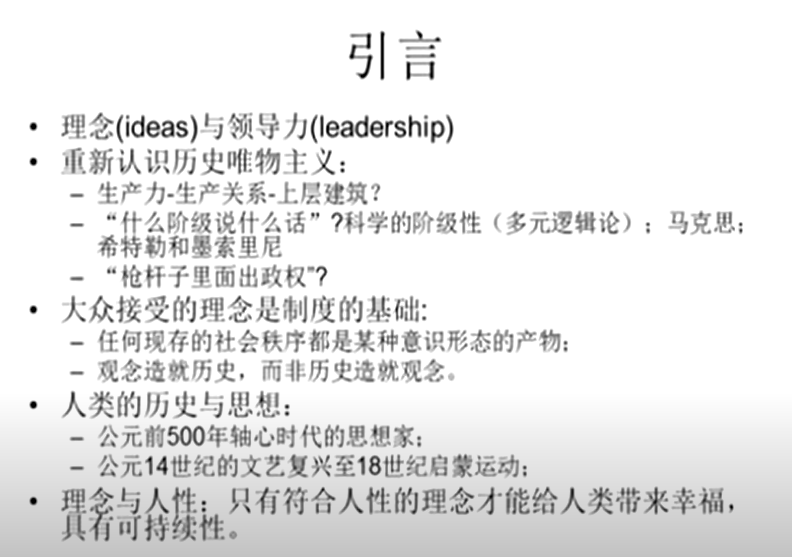 引言
• 理念(ideas)与领导力(leadership)
• 重新认识历史唯物主义：
– 生产力-生产关系-上层建筑？
– “什么阶级说什么话”?科学的阶级性（多元逻辑论）；马克思；
希特勒和墨索里尼
– “枪杆子里面出政权”?
• 大众接受的理念是制度的基础:
– 任何现存的社会秩序都是某种意识形态的产物；
– 观念造就历史，而非历史造就观念。
• 人类的历史与思想：
– 公元前500年轴心时代的思想家；
– 公元14世纪的文艺复兴至18世纪启蒙运动；
• 理念与人性：只有符合人性的理念才能给人类带来幸福，
具有可持续性。